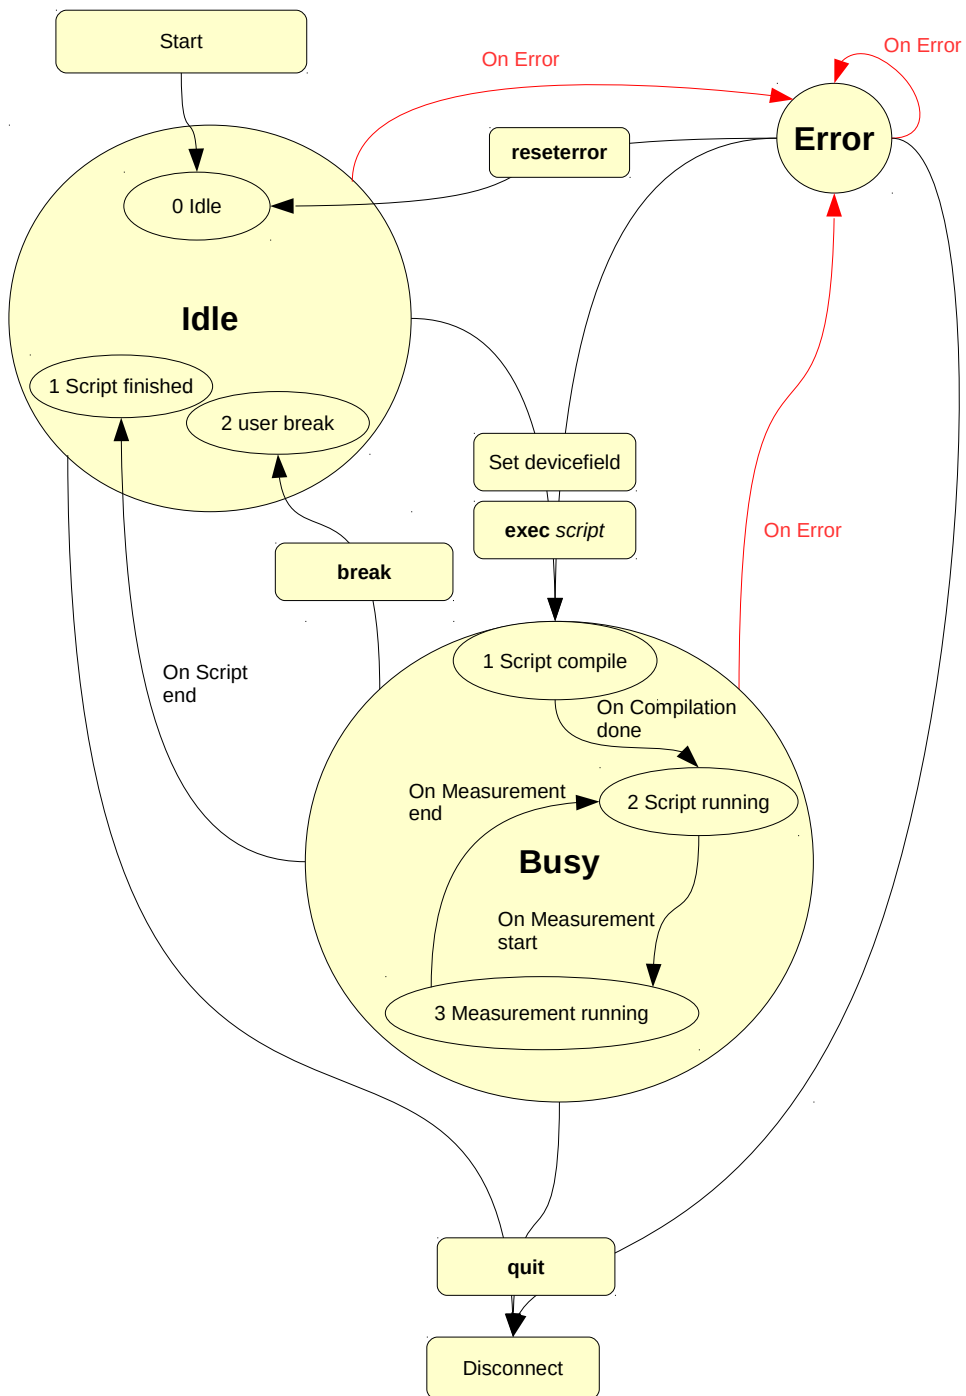 Start
On Error
On Error
Error
reseterror
0 Idle
Idle
1 Script finished
2 user break
Set devicefield
exec script
On Error
break
On Script
end
1 Script compile
On Compilation
done
On Measurement
end
2 Script running
Busy
On Measurement
start
3 Measurement running
quit
Disconnect